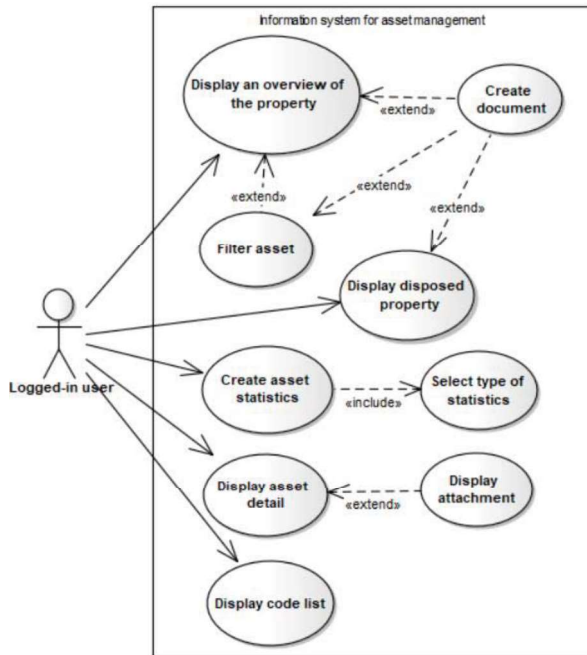 Information system for asset management
Display an overview of
the property
Create
document
«extend»
«extend»
«extend»
«extend»
Filter asset
Display disposed
property
Logged-in user
Create asset
statistics
«include»
Select type of
statistics
Display asset
detail
«extend»
Display
attachment
Display code list